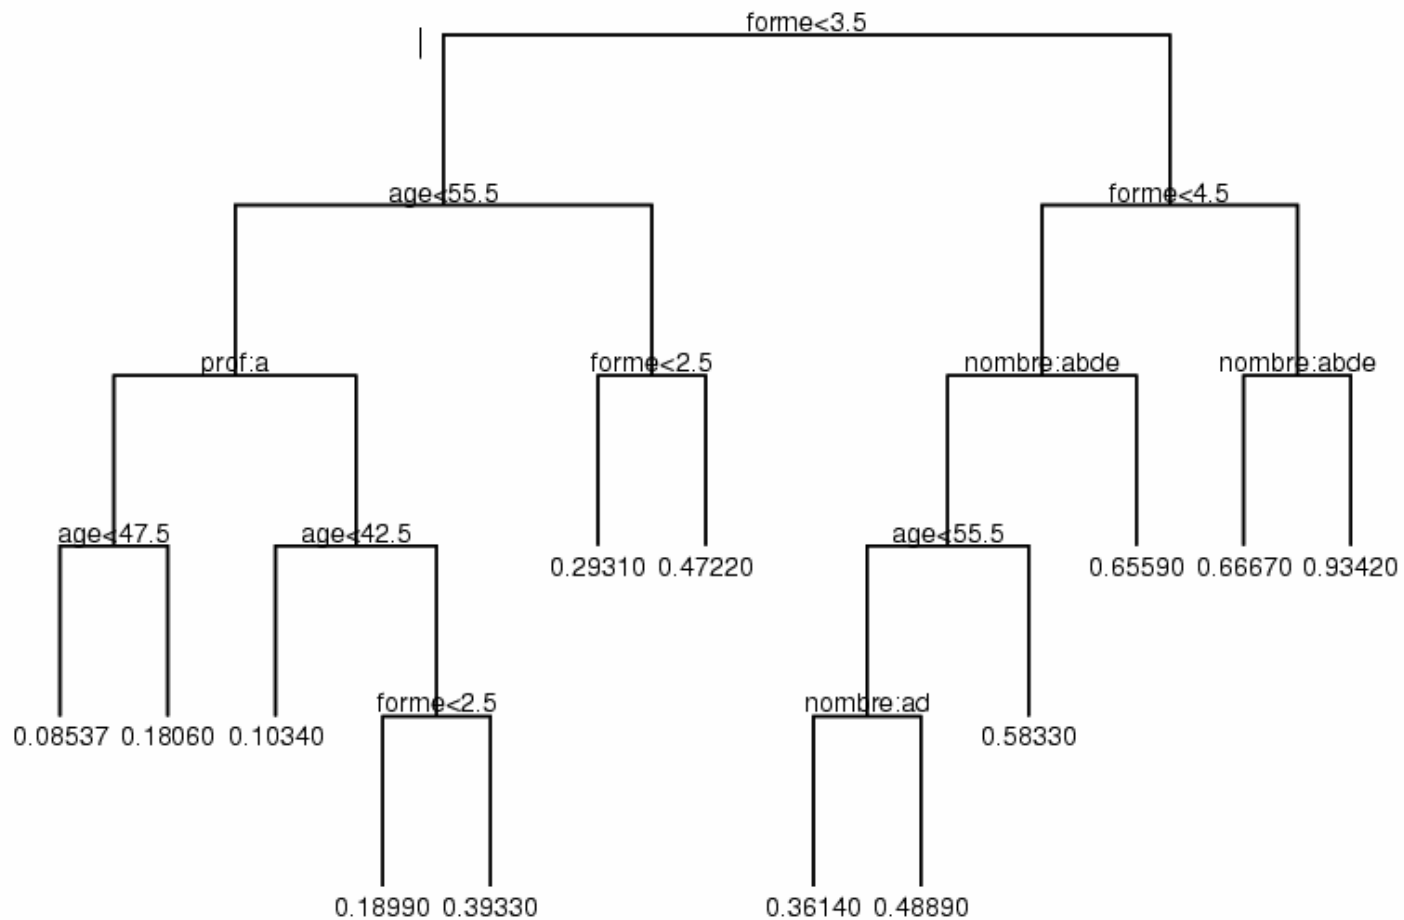 forme<3.5
age<55.5 forme<4.5
prof:a forme<2.5 nombre:abde nombre:abde
age<47.5 age<42.5 age<55.5
0.29310 0.47220 0.65590 0.66670 0.93420
forme<2.5 nombre:ad
0.08537 0.18060 0.10340 0.58330
0.18990 0.39330 0.36140 0.48890